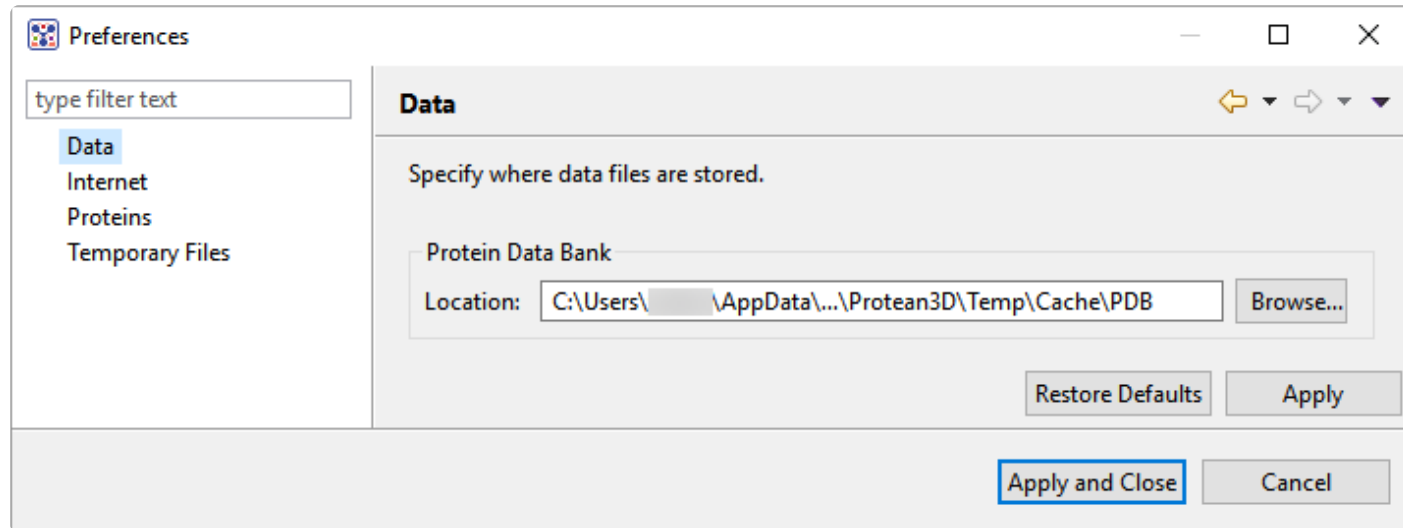 Preferences
type filter text
Data
Internet
Proteins
Temporary Files
Data
Specify where data files are stored.
Protein Data Bank
Location: C:\Users\ \AppData\...\Protean3D\Temp\Cache\PDB Browse...
Restore Defaults Apply
Apply and Close Cancel